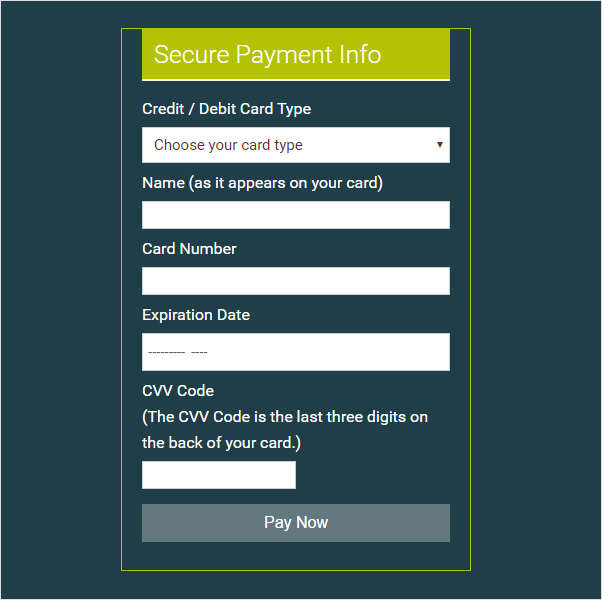 Secure Payment Info
Credit / Debit Card Type
Choose your card type
Name (as it appears on your card)
Card Number
Expiration Date
--------- ----
CVV Code
(The CVV Code is the last three digits on
the back of your card.)
Pay Now